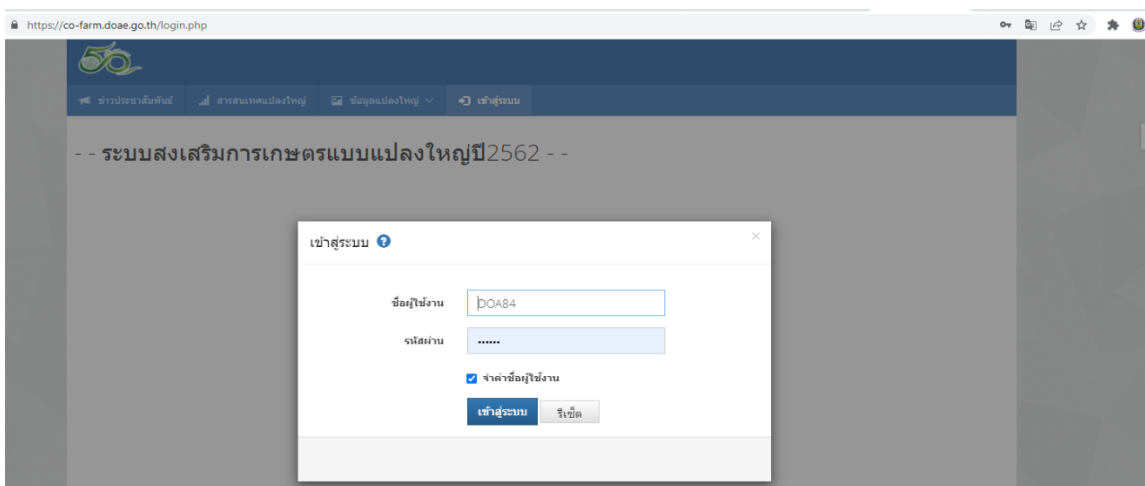 https://co-farm.doae.go.th/login.php
50
ข่าวประชาสัมพันธ์ สารสนเทศแปลงใหญ่ ข้อมูลแปลงใหญ่ เข้าสู่ระบบ
- - ระบบส่งเสริมการเกษตรแบบแปลงใหญ่ปี2562 - -
เข้าสู่ระบบ ?
ชื่อผู้ใช้งาน DOA84
รหัสผ่าน ••••••
จำค่าชื่อผู้ใช้งาน
เข้าสู่ระบบ รีเซ็ต